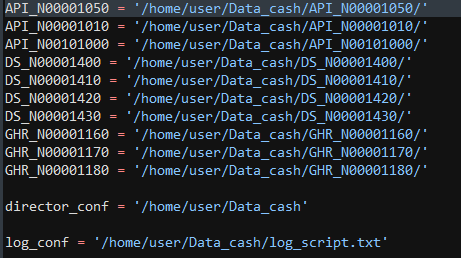 API_N00001050 = '/home/user/Data_cash/API_N00001050/'
API_N00001010 = '/home/user/Data_cash/API_N00001010/'
API_N00101000 = '/home/user/Data_cash/API_N00101000/'
DS_N00001400 = '/home/user/Data_cash/DS_N00001400/'
DS_N00001410 = '/home/user/Data_cash/DS_N00001410/'
DS_N00001420 = '/home/user/Data_cash/DS_N00001420/'
DS_N00001430 = '/home/user/Data_cash/DS_N00001430/'
GHR_N00001160 = '/home/user/Data_cash/GHR_N00001160/'
GHR_N00001170 = '/home/user/Data_cash/GHR_N00001170/'
GHR_N00001180 = '/home/user/Data_cash/GHR_N00001180/'
director_conf = '/home/user/Data_cash'
log_conf = '/home/user/Data_cash/log_script.txt'